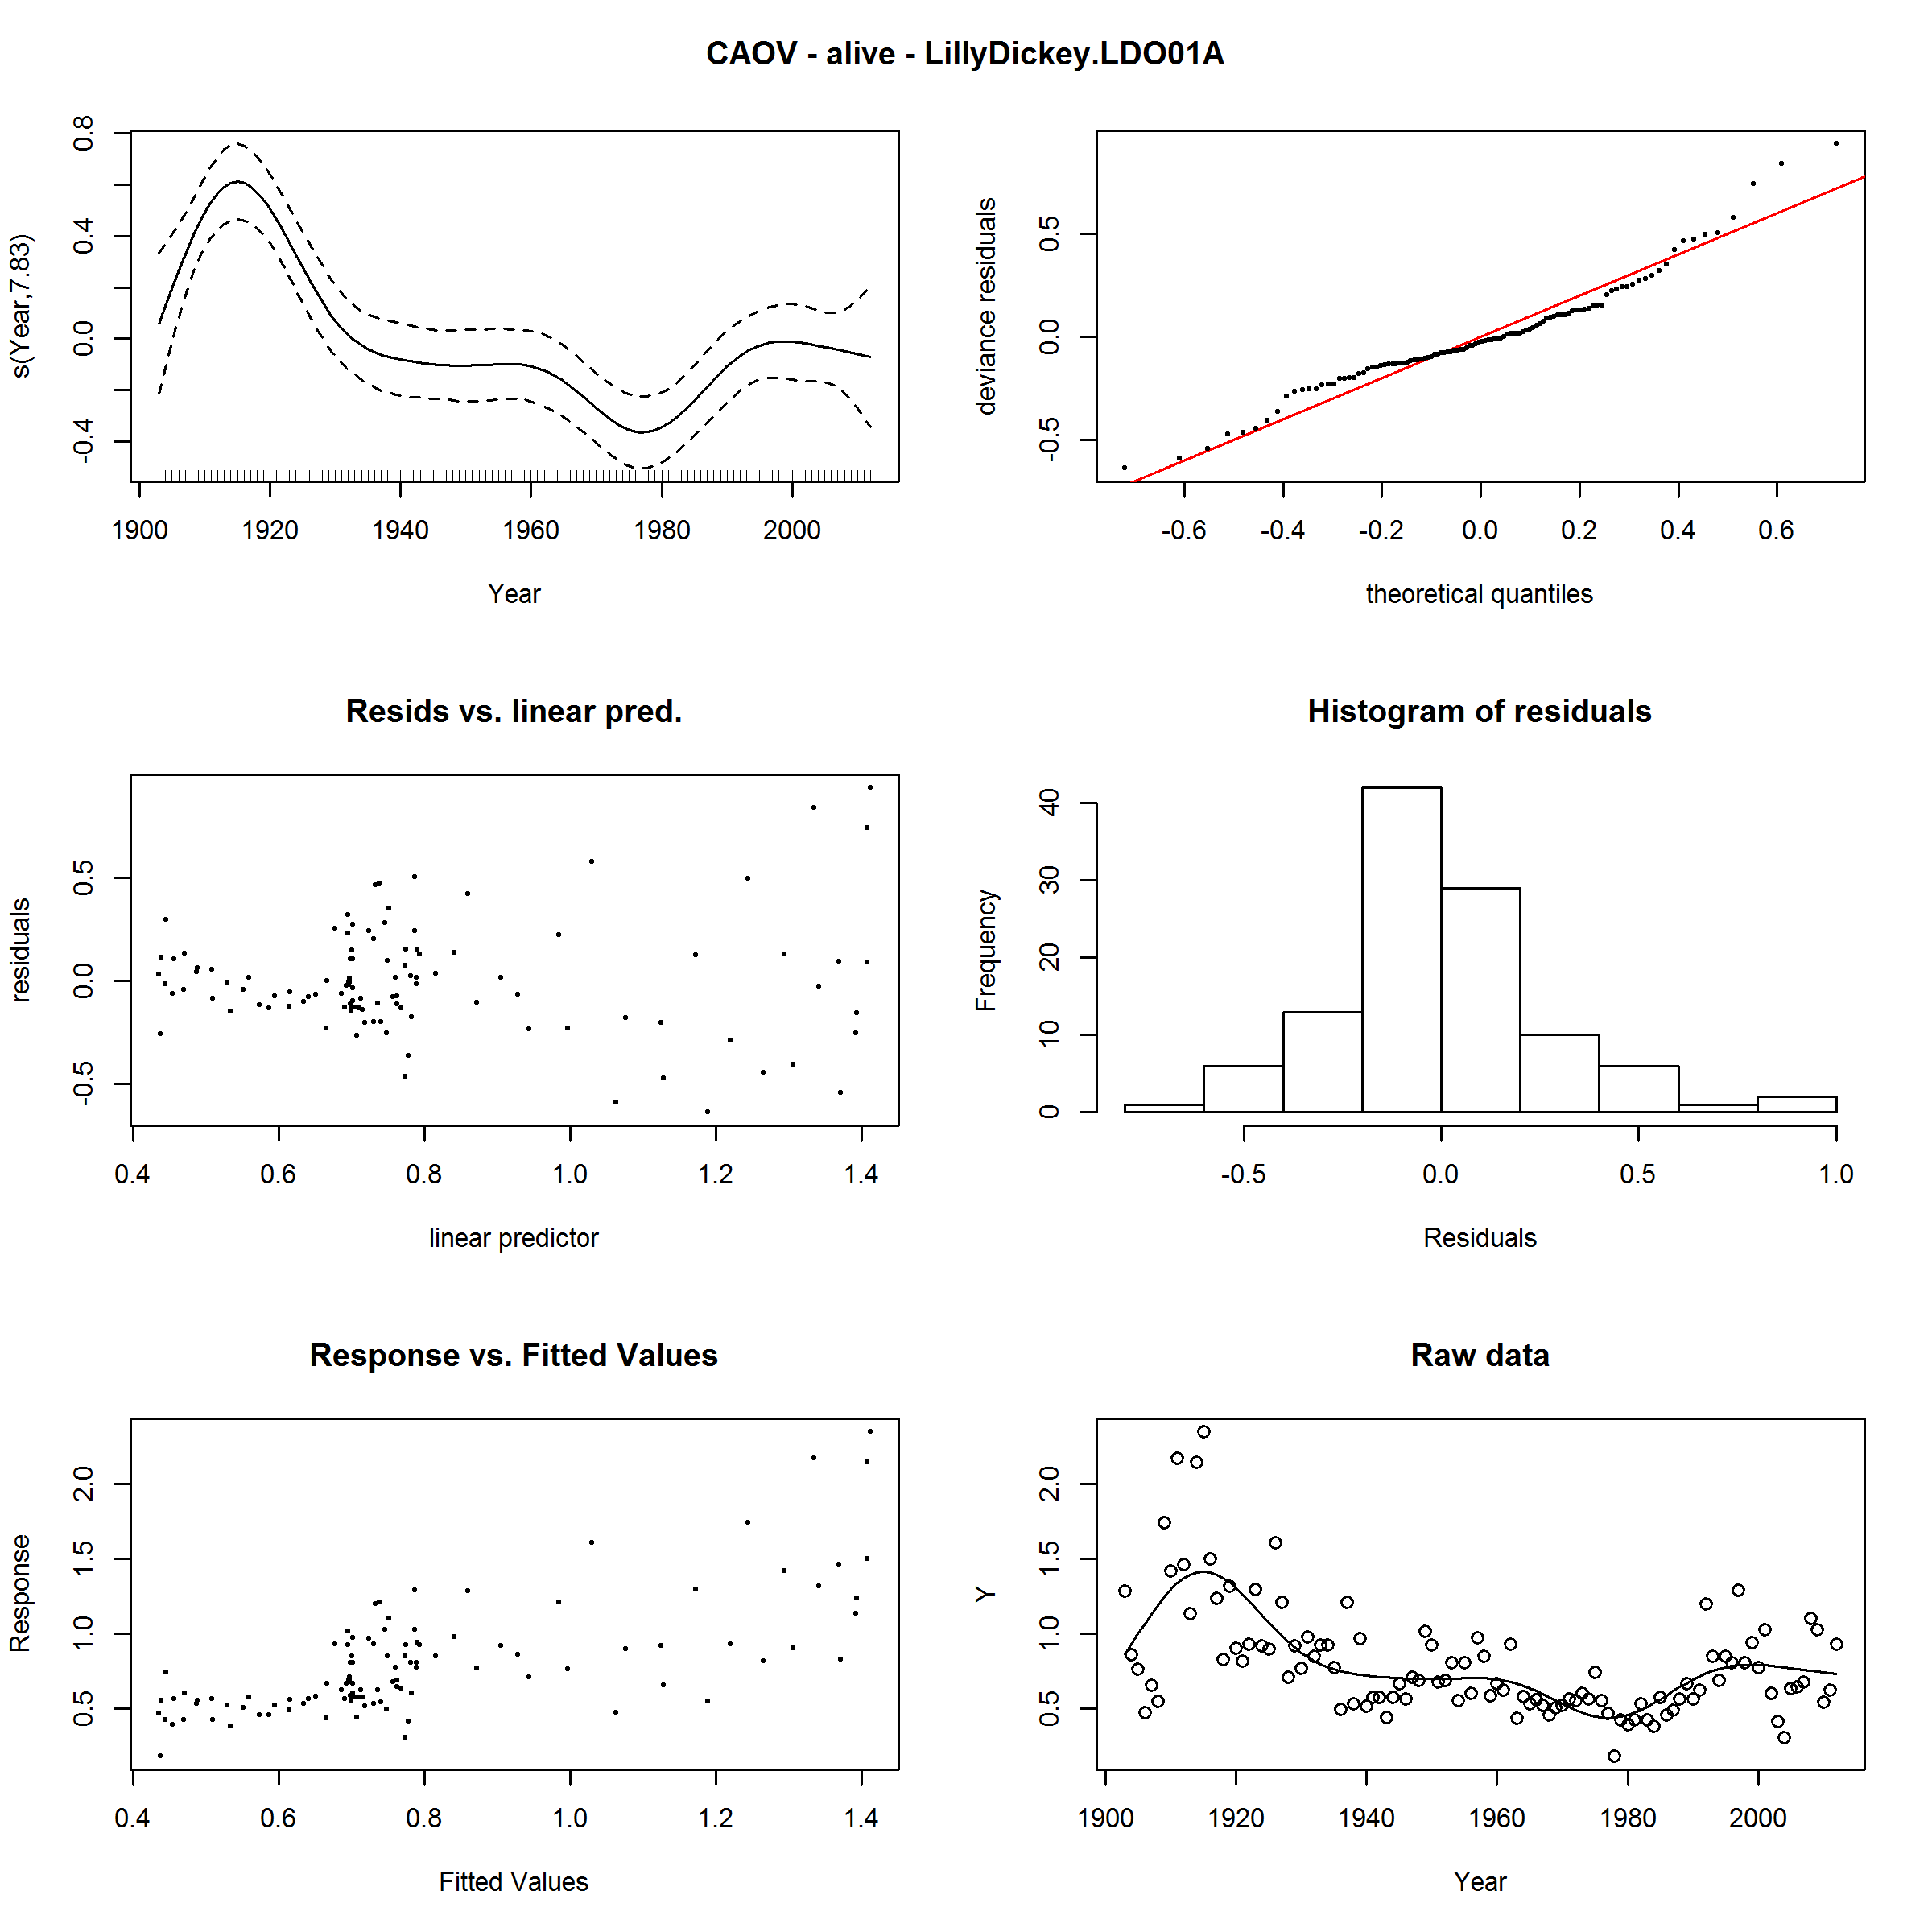 CAOV - alive - LillyDickey.LDO01A
s(Year,7.83)
-0.4 0.0 0.4 0.8
1900 1920 1940 1960 1980 2000
Year
deviance residuals
-0.5 0.0 0.5
-0.6 -0.4 -0.2 0.0 0.2 0.4 0.6
theoretical quantiles
Resids vs. linear pred.
residuals
-0.5 0.0 0.5
0.4 0.6 0.8 1.0 1.2 1.4
linear predictor
Histogram of residuals
Frequency
0 10 20 30 40
-0.5 0.0 0.5 1.0
Residuals
Response vs. Fitted Values
Response
0.5 1.0 1.5 2.0
0.4 0.6 0.8 1.0 1.2 1.4
Fitted Values
Raw data
Y
0.5 1.0 1.5 2.0
1900 1920 1940 1960 1980 2000
Year